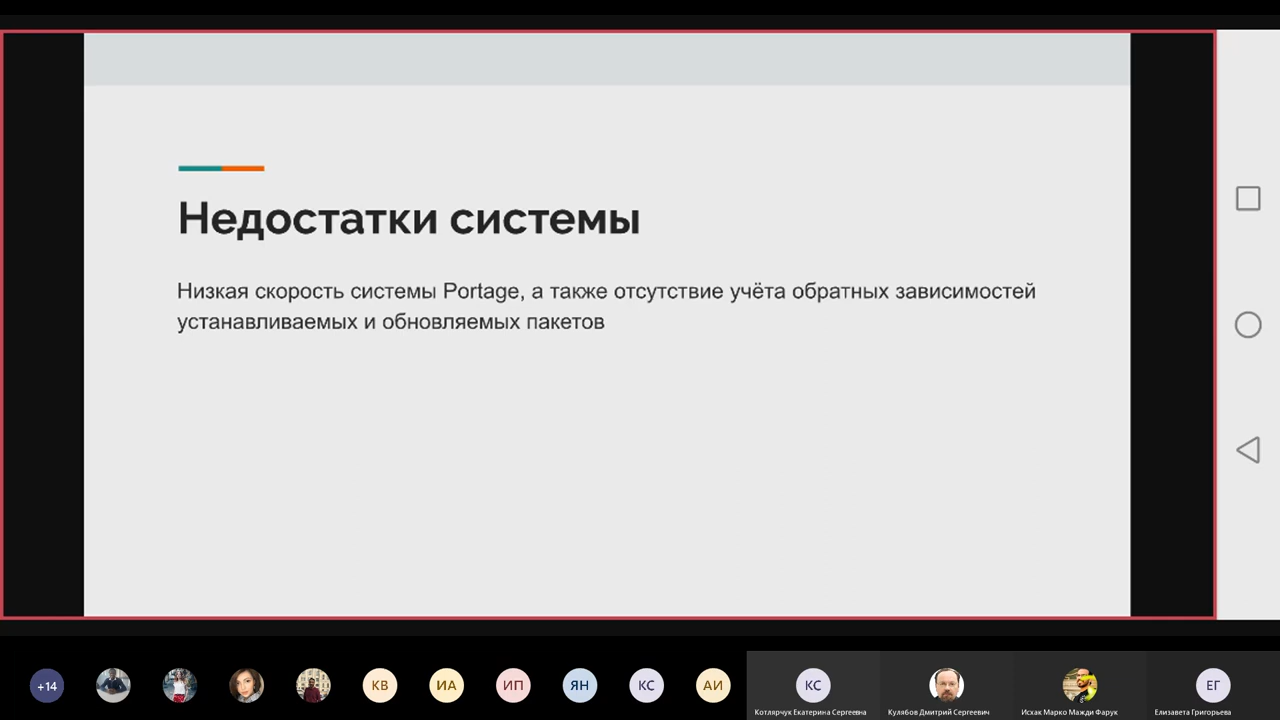 Недостатки системы
Низкая скорость системы Portage, а также отсутствие учёта обратных зависимостей
устанавливаемых и обновляемых пакетов
+14
КВ
ИА
ИП
ЯН
КС
АИ
КС
ЕГ
Котлярчук Екатерина Сергеевна
Кулябов Дмитрий Сергеевич
Исхак Марко Мажди Фарук
Елизавета Григорьева